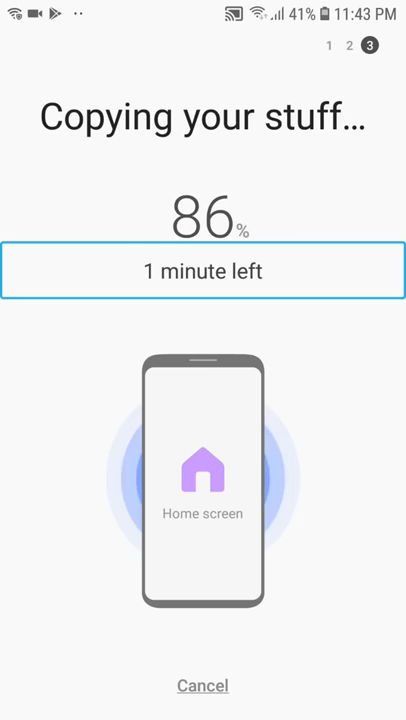 41% 11:43 PM
1 2 3
Copying your stuff...
86%
1 minute left
Home screen
Cancel